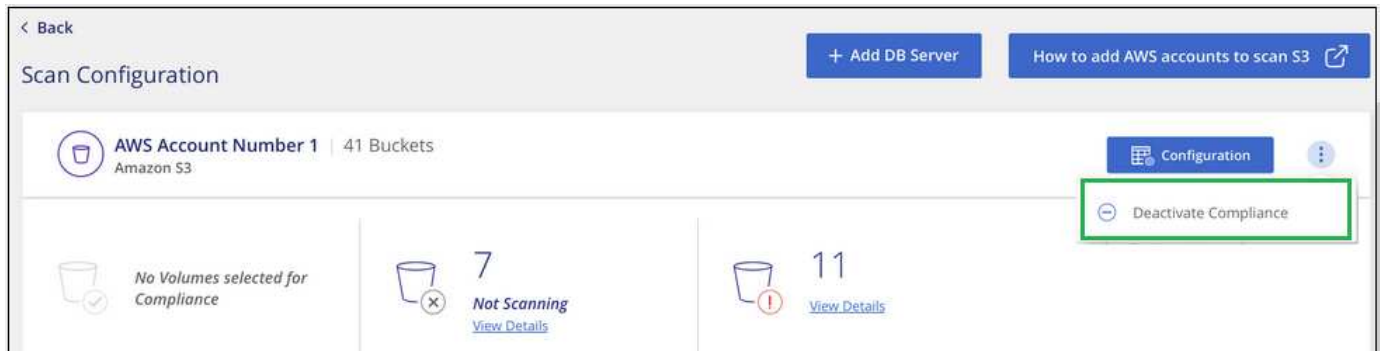 < Back
+ Add DB Server
How to add AWS accounts to scan S3
Scan Configuration
AWS Account Number 1 | 41 Buckets
Amazon S3
Configuration
Deactivate Compliance
No Volumes selected for
Compliance
7
Not Scanning
View Details
11
View Details